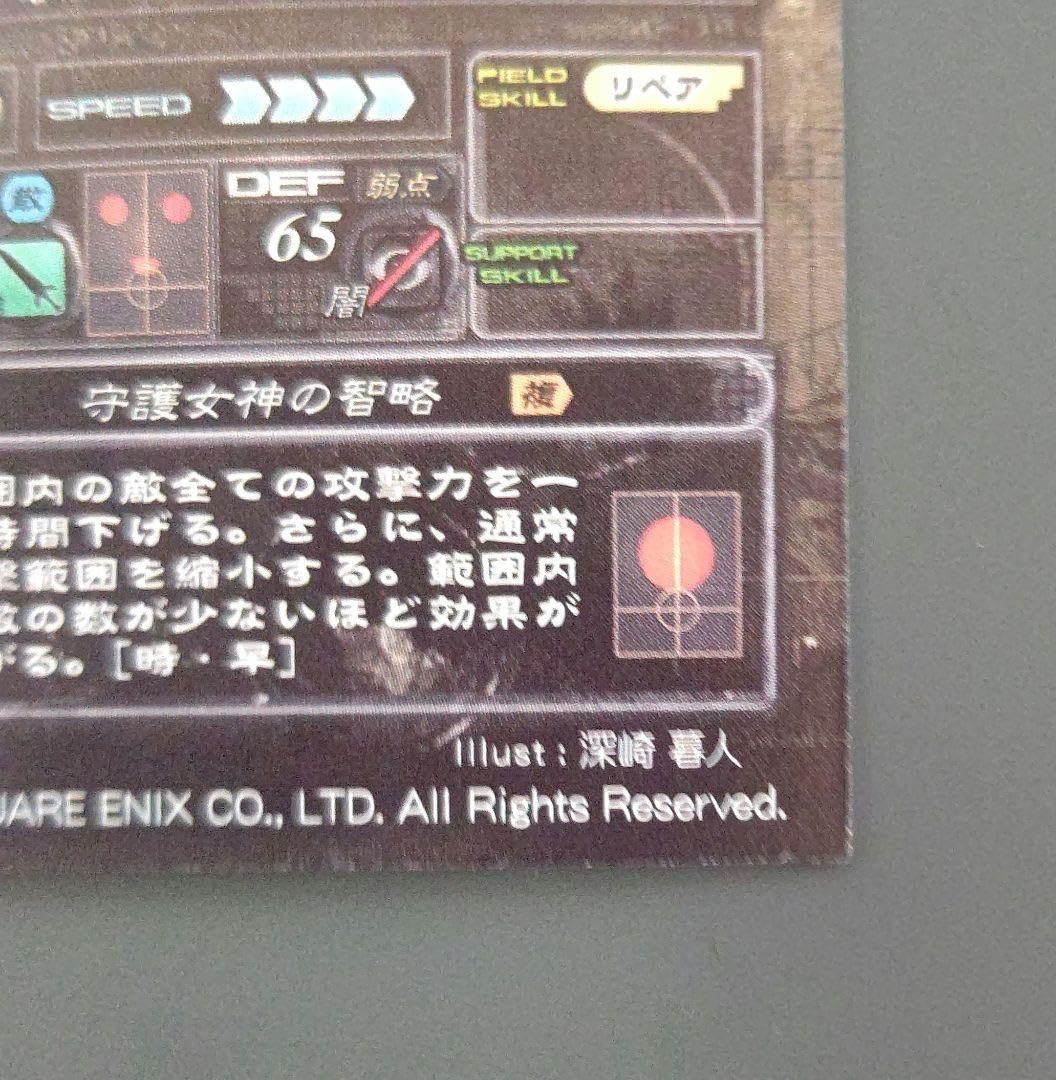 SPEED
FIELD SKILL
リペア
DEF 弱点
65
闇
SUPPORT SKILL
守護女神の智略 複
囲内の敵全ての攻撃力を一
時間下げる。さらに、通常
撃範囲を縮小する。範囲内
の数が少ないほど効果が
がる。[時・早]
Illust : 深崎 暮人
UARE ENIX CO., LTD. All Rights Reserved.